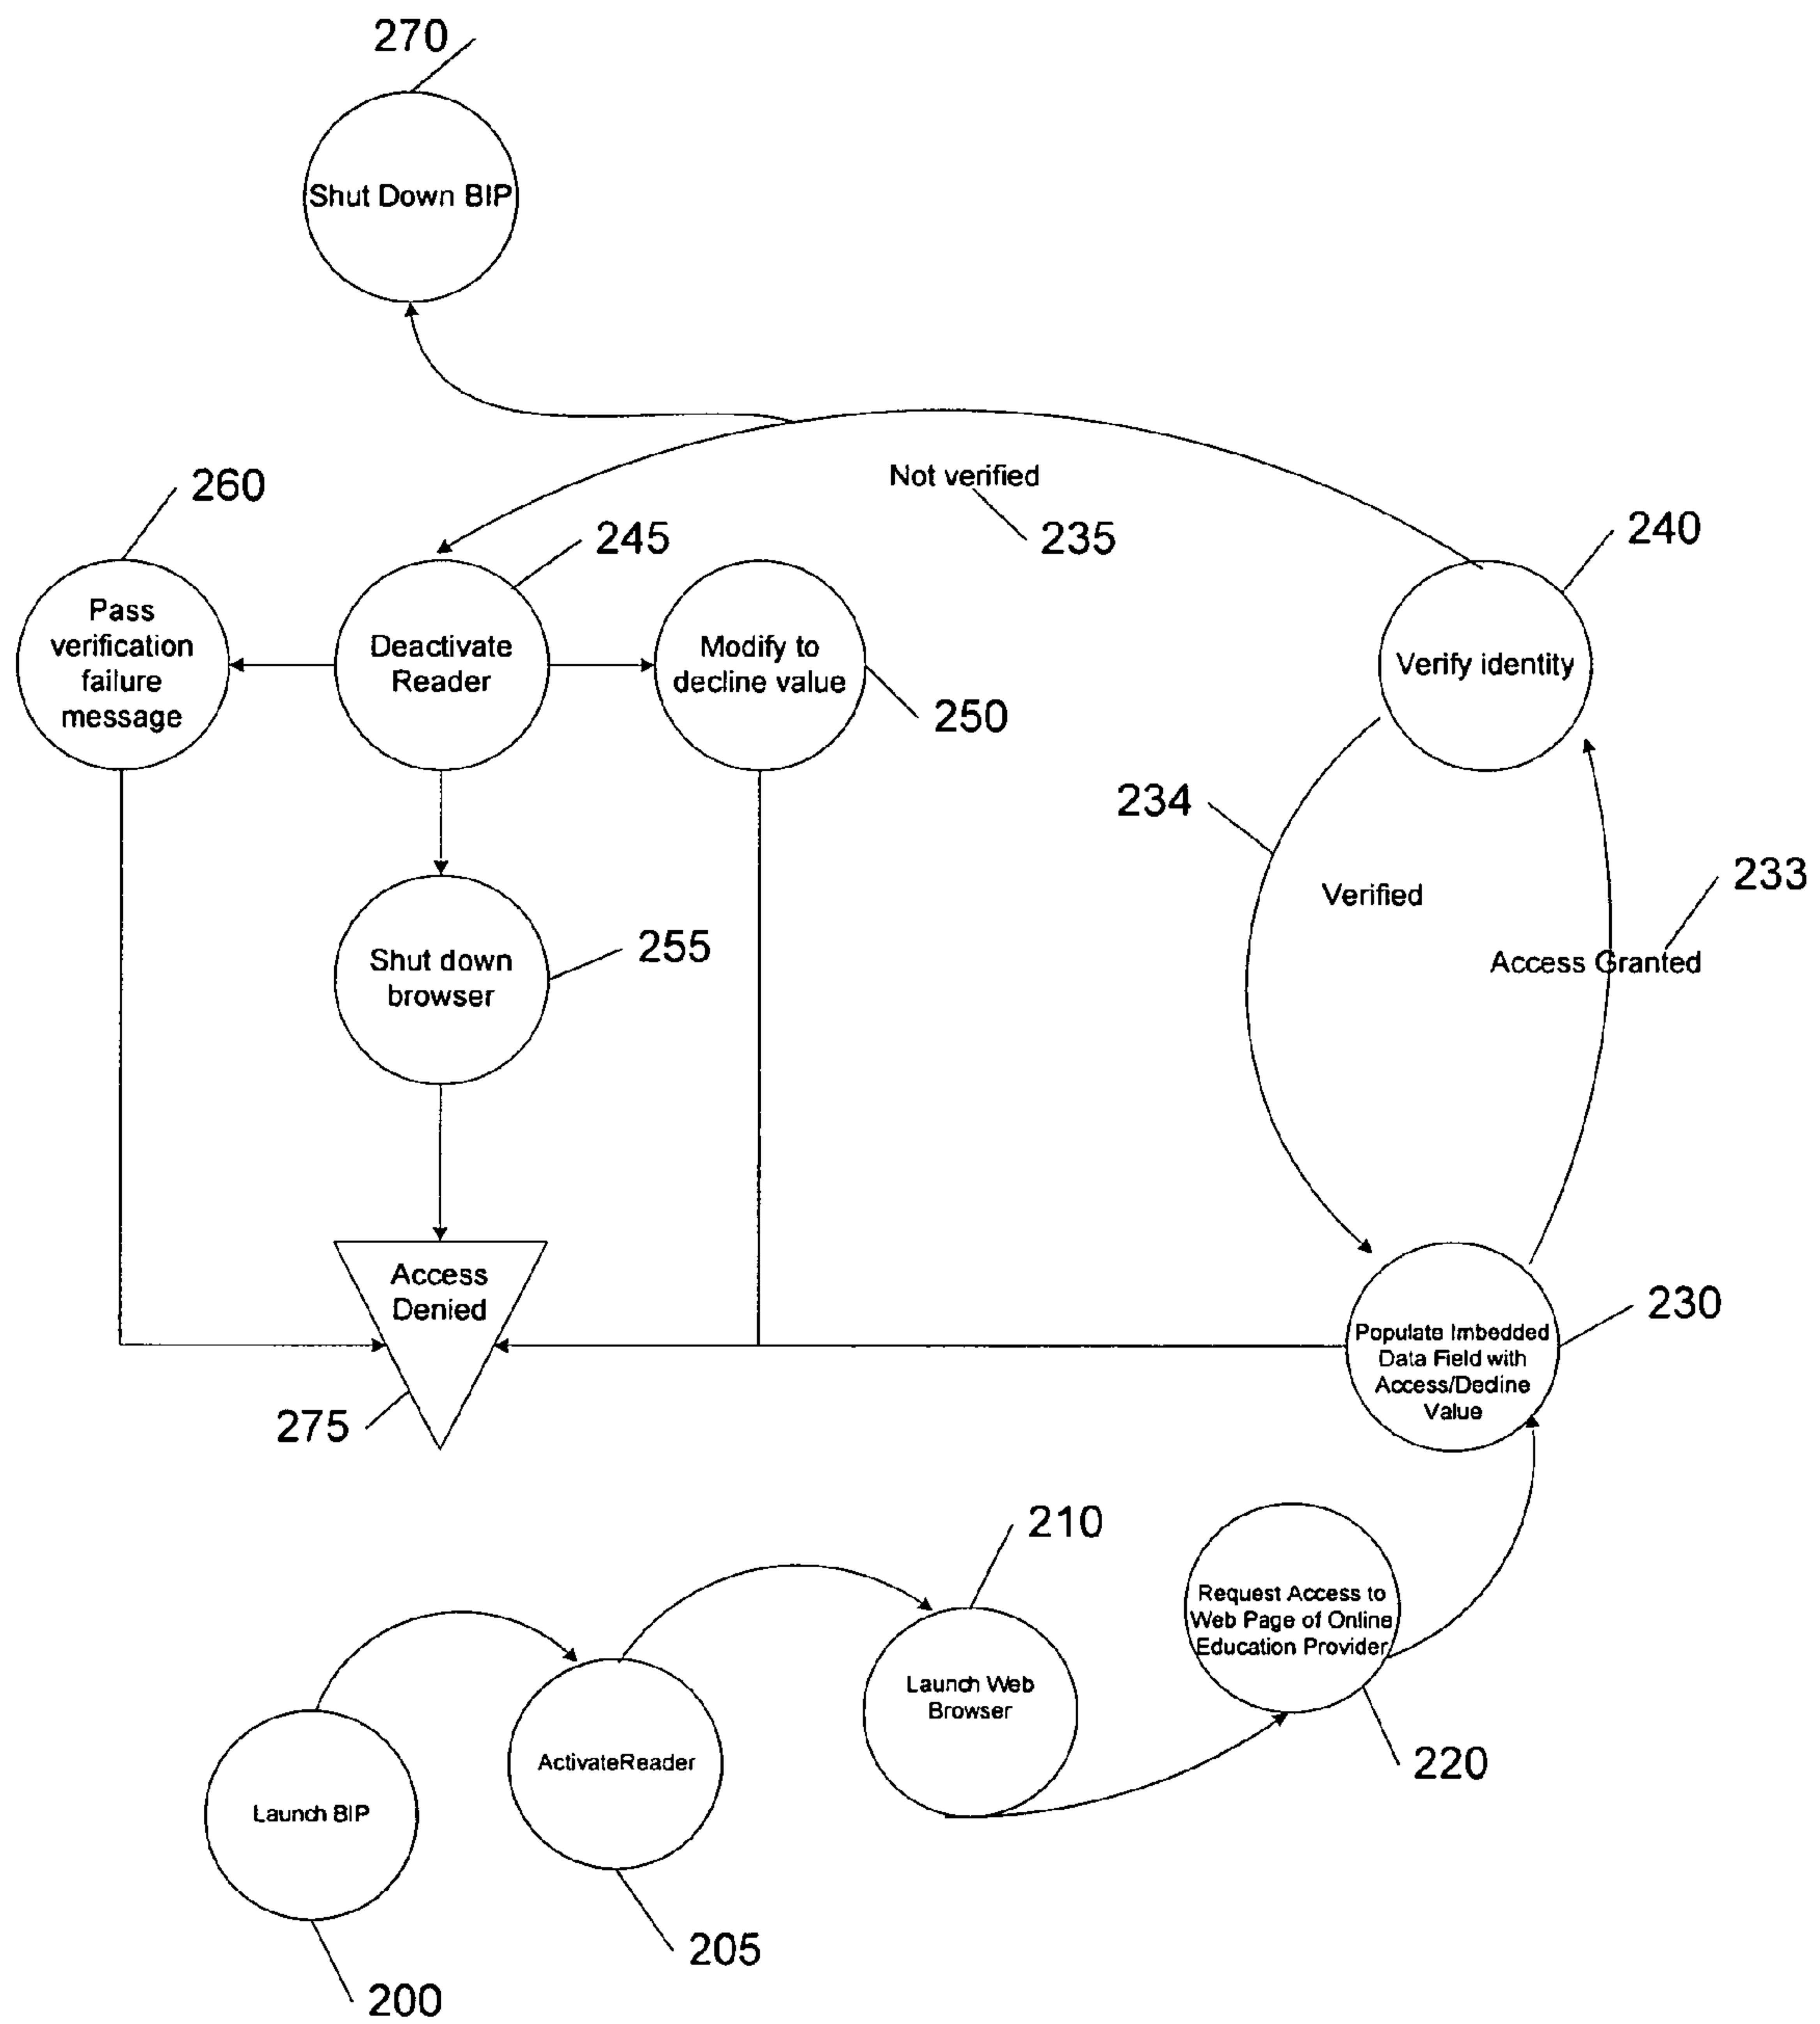 270
Shut Down BIP
Not verified
235
260
245
240
Pass
verification
failure
message
Deactivate
Reader
Modify to
decline value
250
Verify identity
234
Verified
233
Access Granted
Shut down
browser
255
Access
Denied
275
230
Populate Imbedded
Data Field with
Access/Decline
Value
210
Request Access to
Web Page of Online
Education Provider
220
Launch Web
Browser
ActivateReader
205
Launch BIP
200